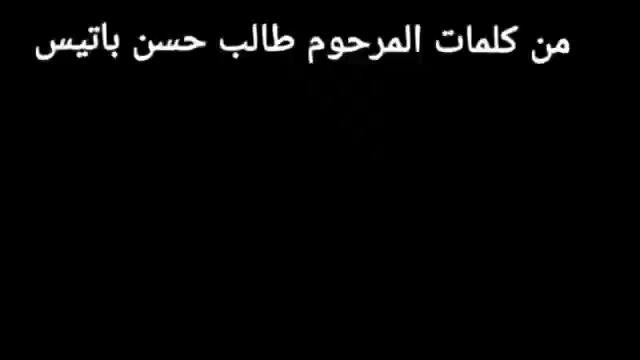 من كلمات المرحوم طالب حسن باتيس